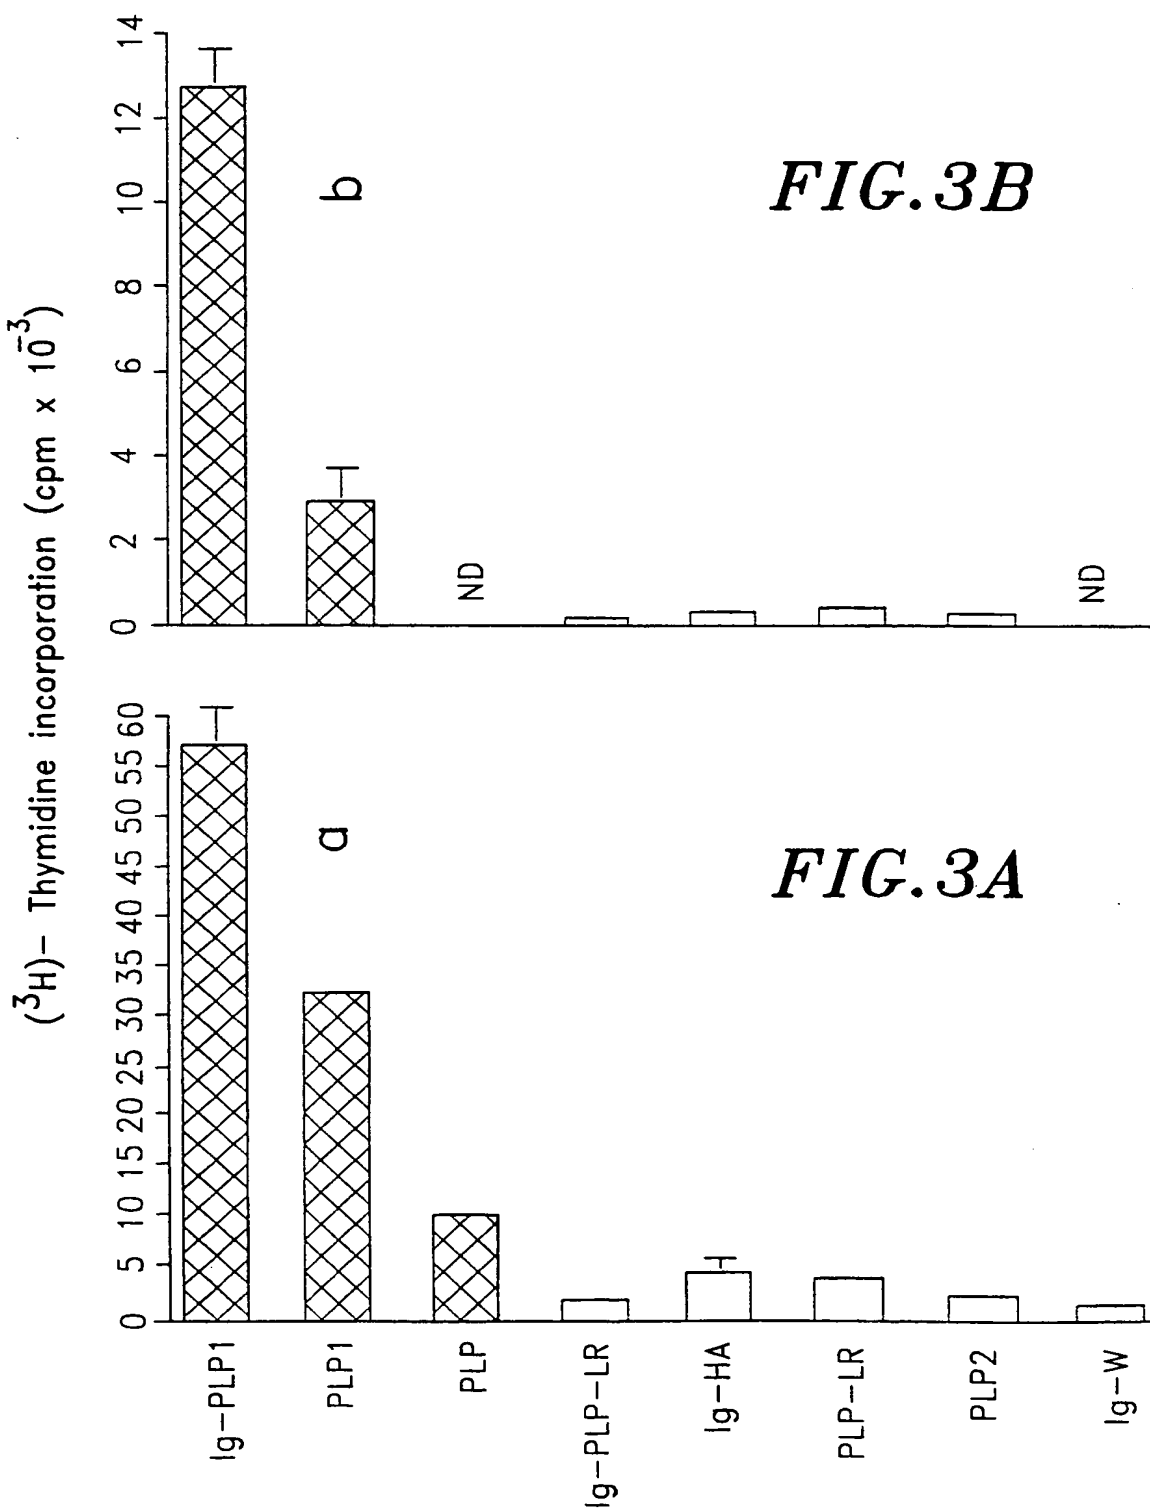 (³H)– Thymidine incorporation (cpm x 10⁻³)
0 2 4 6 8 10 12 14
b
ND
ND
FIG.3B
0 5 10 15 20 25 30 35 40 45 50 55 60
a
FIG.3A
Ig–PLP1
PLP1
PLP
Ig–PLP–LR
Ig–HA
PLP–LR
PLP2
Ig–W